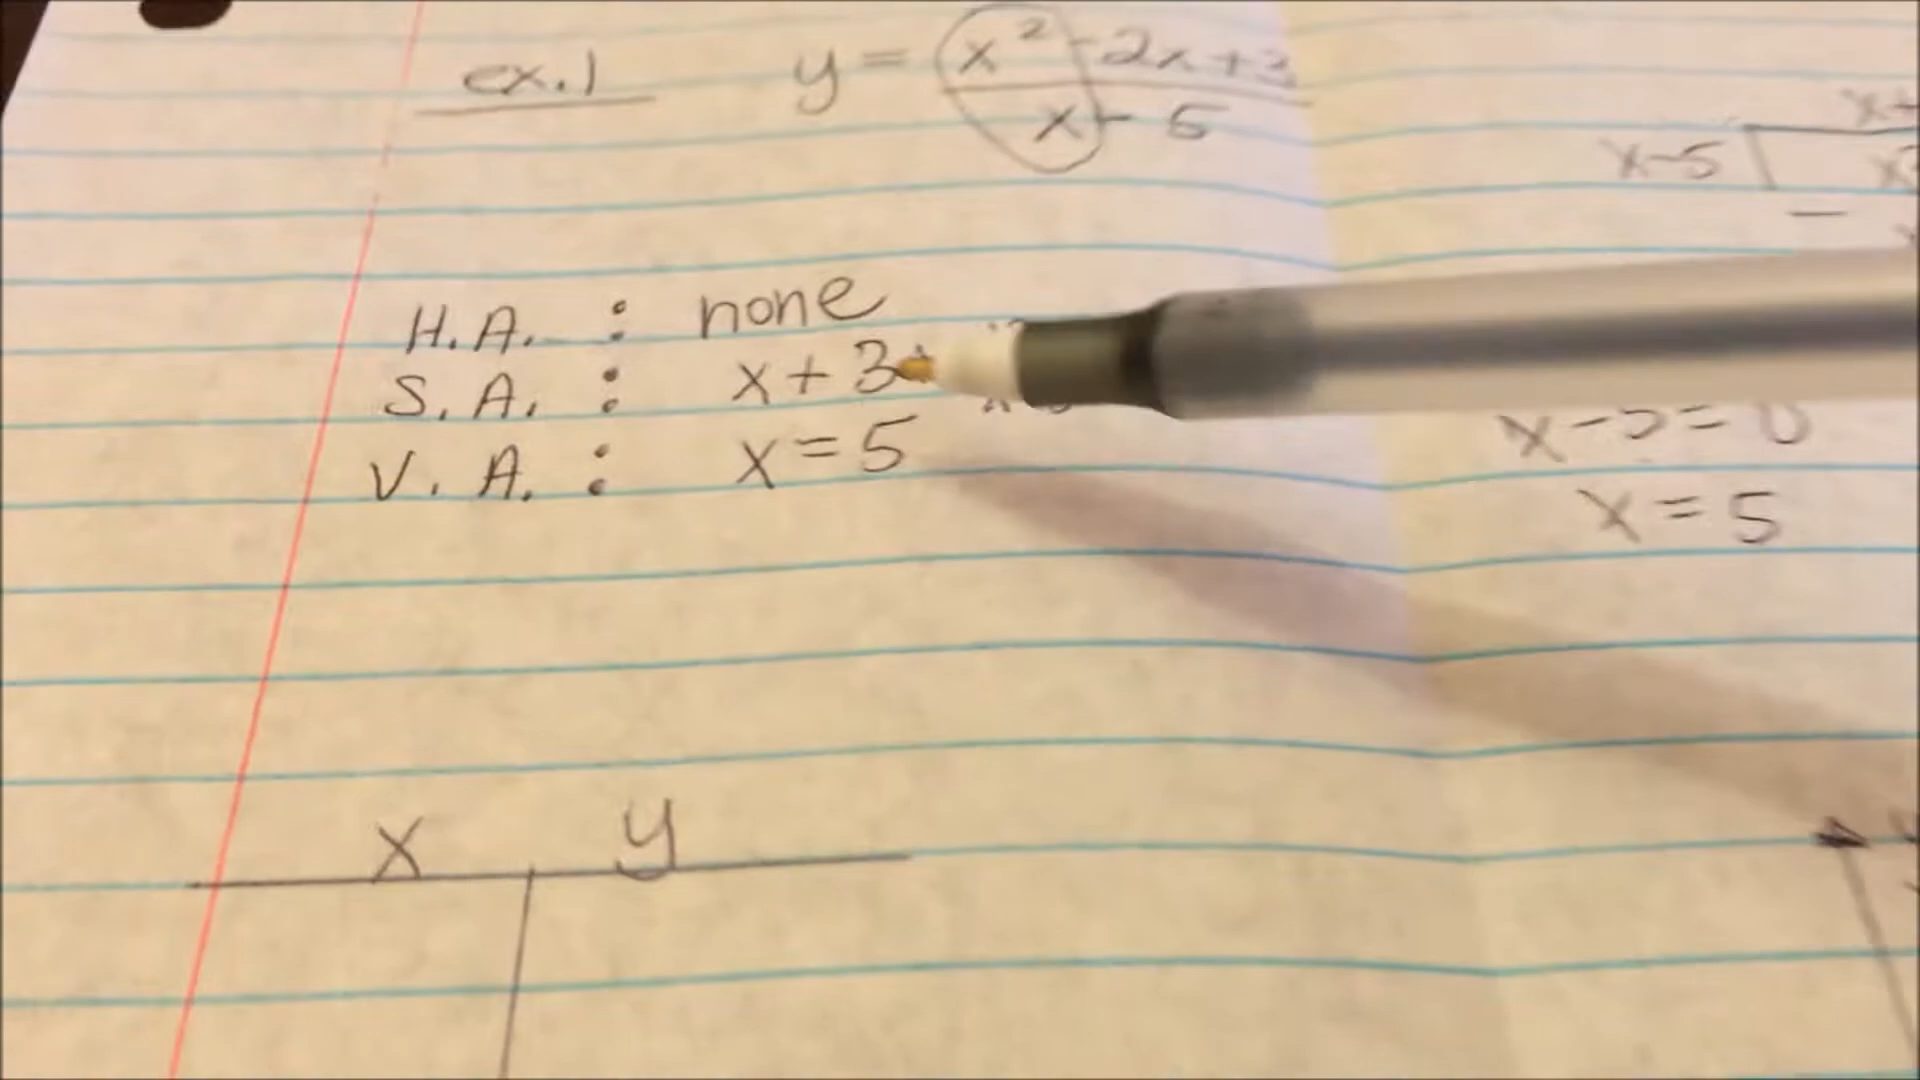 ex.1
y = x² - 2x + 3
x - 5
H.A. : none
S.A. : x + 3
V.A. : x = 5
x y
x-5
x-5=0
x=5